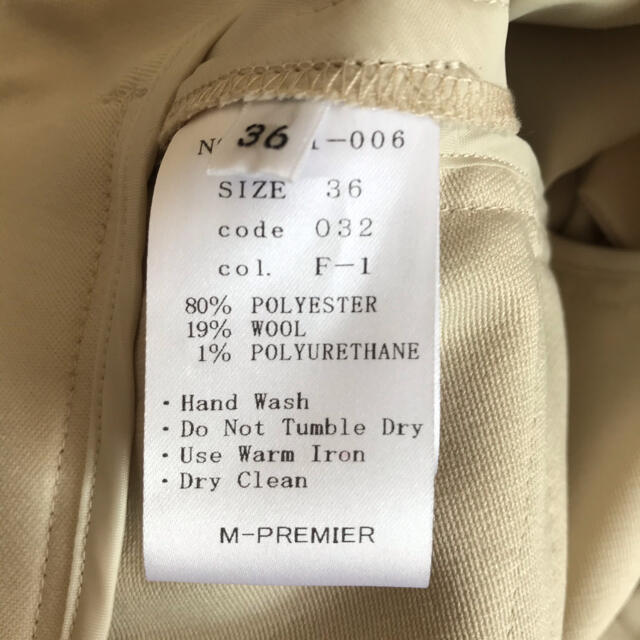 36
-006
SIZE 36
code 032
col. F-1
80% POLYESTER
19% WOOL
1% POLYURETHANE
· Hand Wash
· Do Not Tumble Dry
· Use Warm Iron
· Dry Clean
M-PREMIER